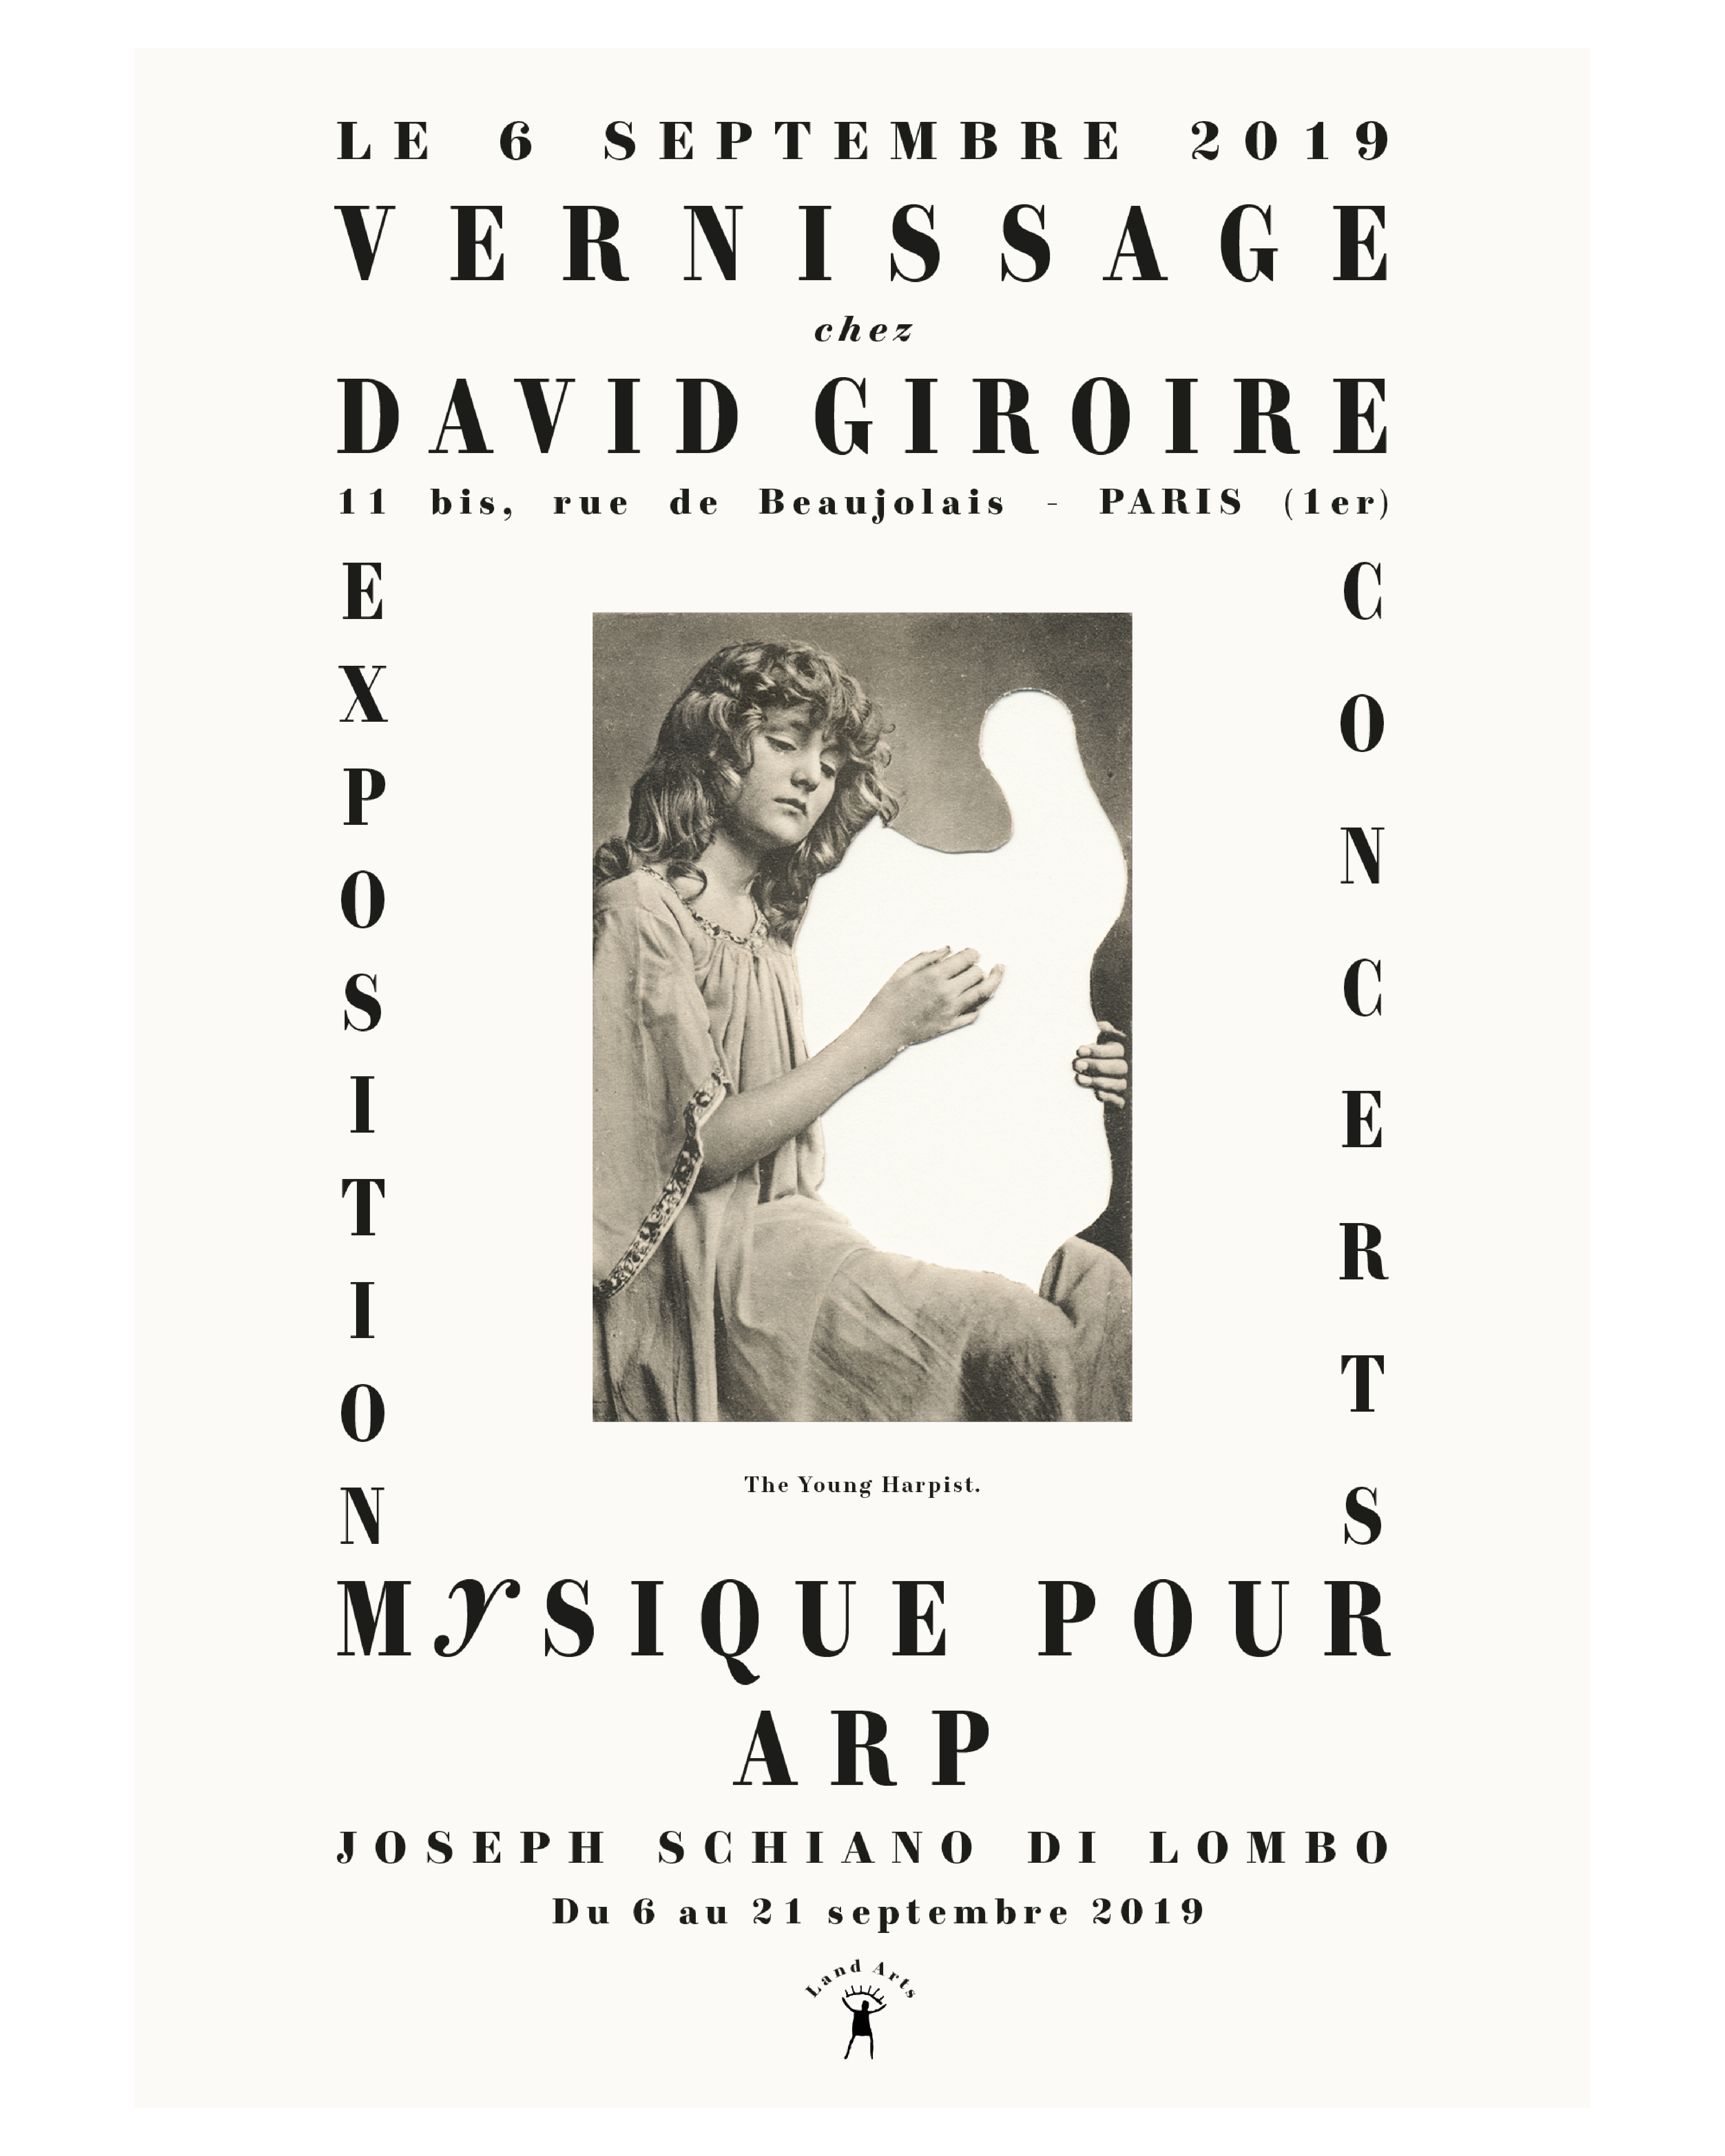 LE 6 SEPTEMBRE 2019
VERNISSAGE
chez
DAVID GIROIRE
11 bis, rue de Beaujolais - PARIS (1er)
EXPOSITION
CONCERTS
The Young Harpist.
MySIQUE POUR
ARP
JOSEPH SCHIANO DI LOMBO
Du 6 au 21 septembre 2019
Land Arts